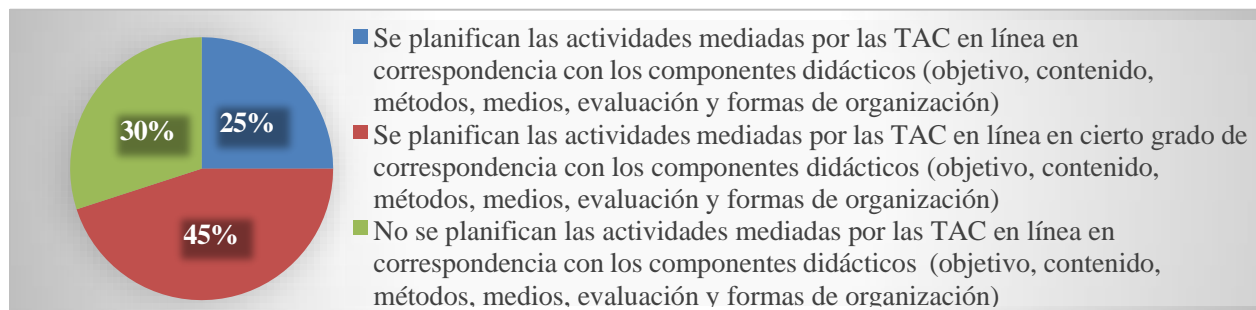 30%
25%
45%
Se planifican las actividades mediadas por las TAC en línea en
correspondencia con los componentes didácticos (objetivo, contenido,
métodos, medios, evaluación y formas de organización)
Se planifican las actividades mediadas por las TAC en línea en cierto grado de
correspondencia con los componentes didácticos (objetivo, contenido,
métodos, medios, evaluación y formas de organización)
No se planifican las actividades mediadas por las TAC en línea en
correspondencia con los componentes didácticos  (objetivo, contenido,
métodos, medios, evaluación y formas de organización)